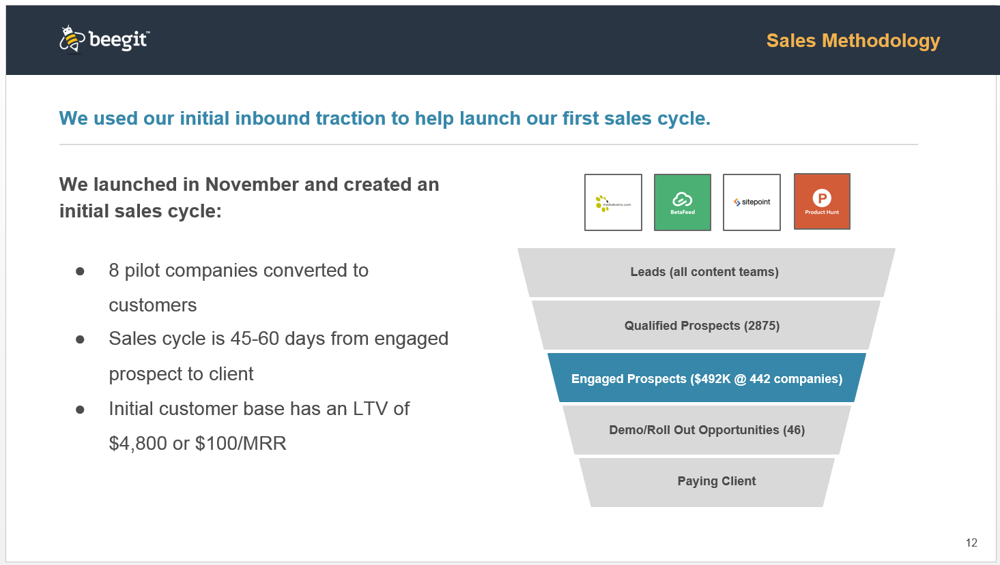 beegit™
Sales Methodology
We used our initial inbound traction to help launch our first sales cycle.
We launched in November and created an
initial sales cycle:
● 8 pilot companies converted to
customers
● Sales cycle is 45-60 days from engaged
prospect to client
● Initial customer base has an LTV of
$4,800 or $100/MRR
mediabistro.com
BetaFeed
sitepoint
P
Product Hunt
Leads (all content teams)
Qualified Prospects (2875)
Engaged Prospects ($492K @ 442 companies)
Demo/Roll Out Opportunities (46)
Paying Client
12